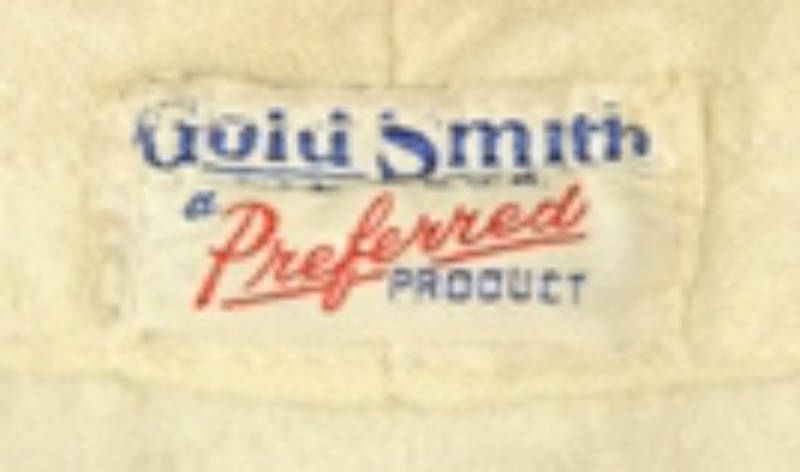 Gold Smith
a
Preferred
PRODUCT